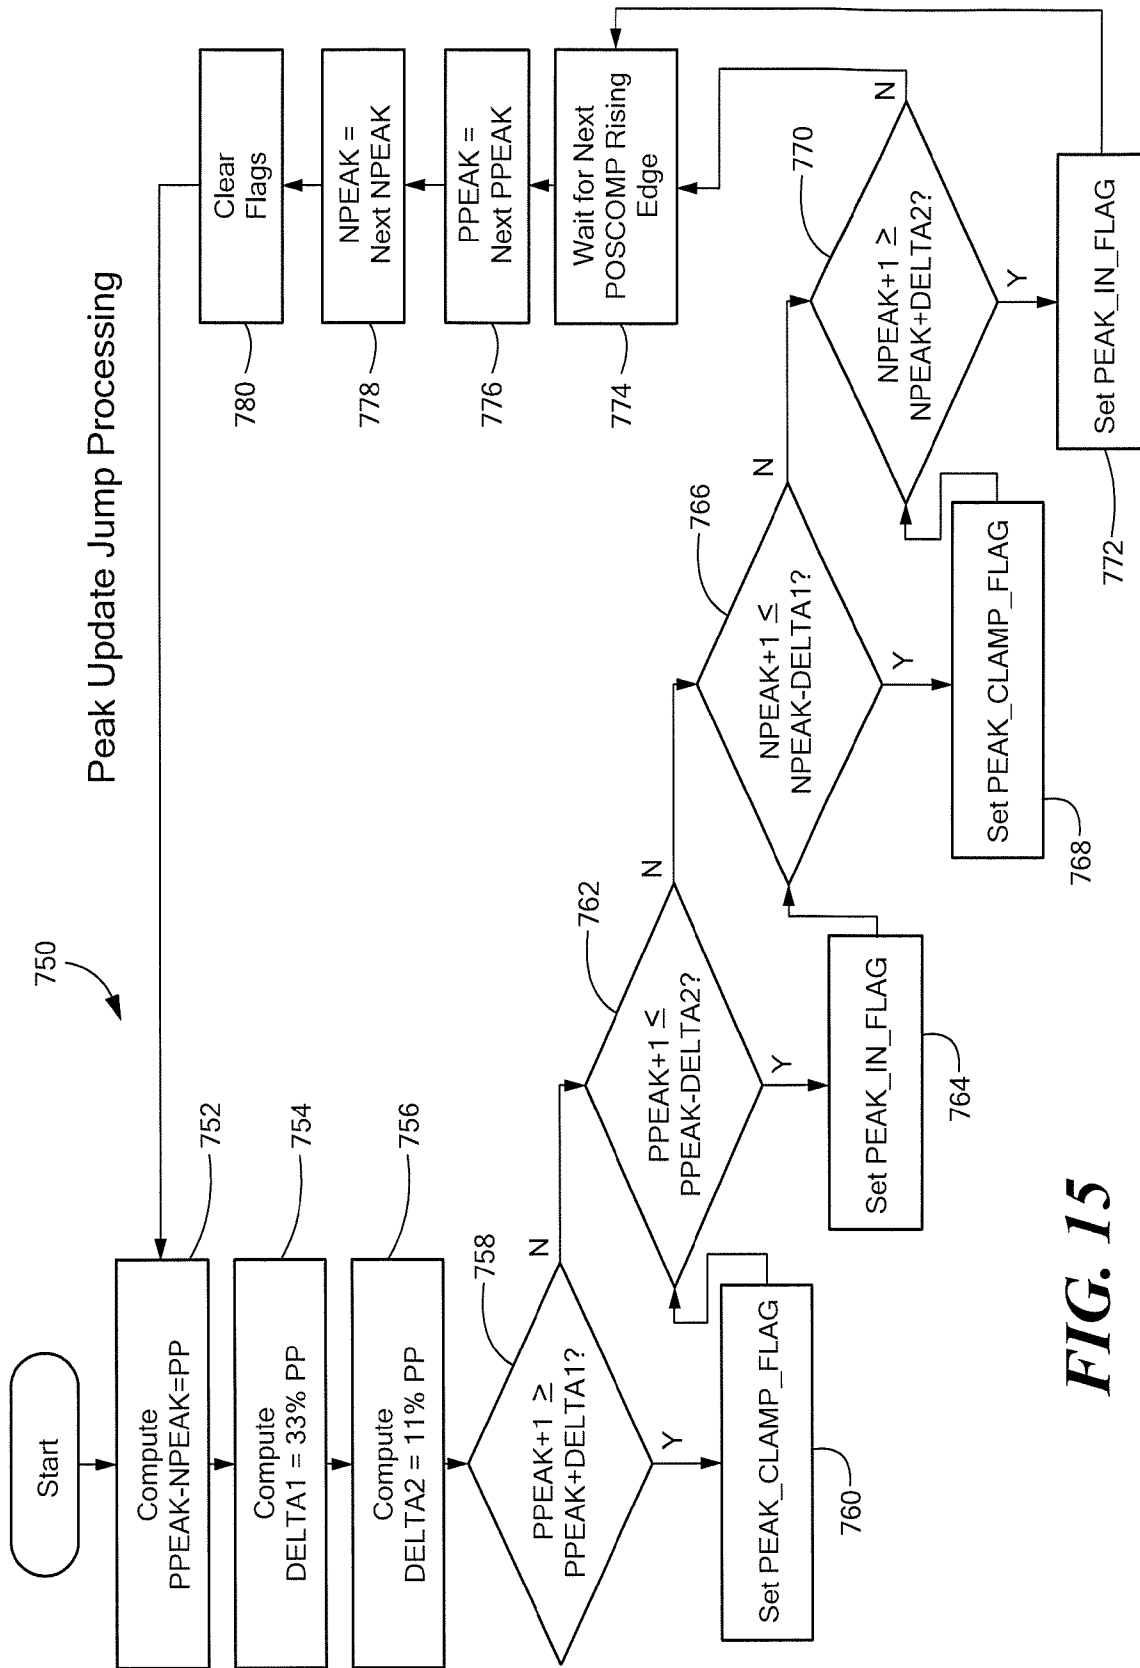 Peak Update Jump Processing
750
Start
Compute
PPEAK-NPEAK=PP
752
Compute
DELTA1 = 33% PP
754
Compute
DELTA2 = 11% PP
756
PPEAK+1 ≥
PPEAK+DELTA1?
758
N
Y
Set PEAK_CLAMP_FLAG
760
PPEAK+1 ≤
PPEAK-DELTA2?
762
N
Y
Set PEAK_IN_FLAG
764
NPEAK+1 ≤
NPEAK-DELTA1?
766
N
Y
Set PEAK_CLAMP_FLAG
768
NPEAK+1 ≥
NPEAK+DELTA2?
770
N
Y
Set PEAK_IN_FLAG
772
Wait for Next
POSCOMP Rising
Edge
774
PPEAK =
Next PPEAK
776
NPEAK =
Next NPEAK
778
Clear
Flags
780
FIG. 15